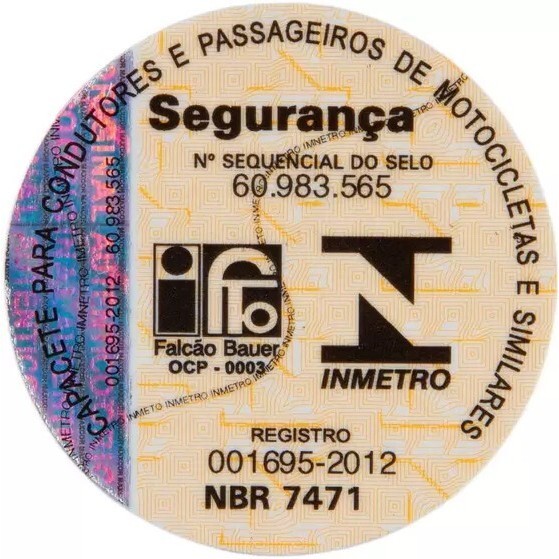 CAPACETE PARA CONDUTORES E PASSAGEIROS DE MOTOCICLETAS E SIMILARES
Segurança
Nº SEQUENCIAL DO SELO
60.983.565
Falcão Bauer
OCP - 0003
INMETRO
REGISTRO
001695-2012
NBR 7471
001695-2012 60.983.565